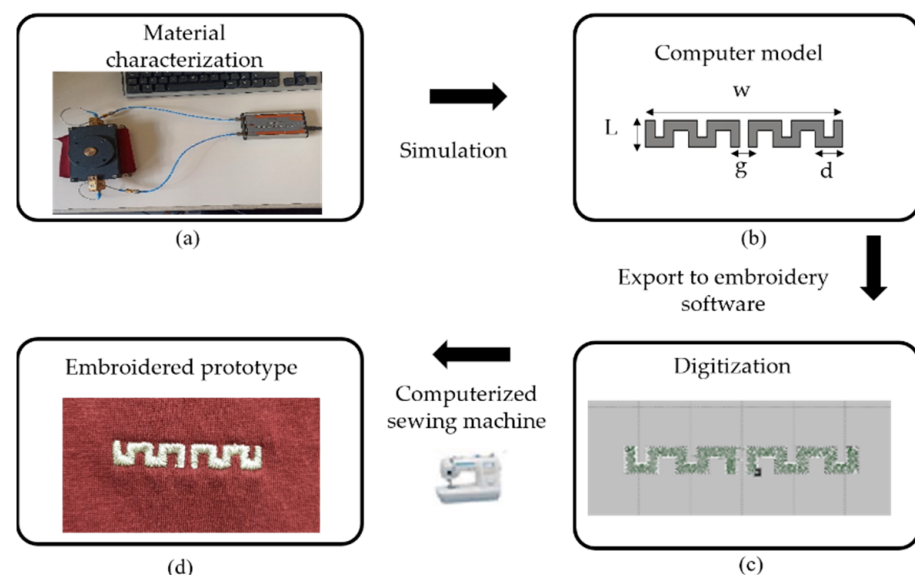 Material
characterization
(a)
Simulation
Computer model
w
L
g
d
(b)
Export to embroidery
software
Digitization
(c)
Computerized
sewing machine
Embroidered prototype
(d)